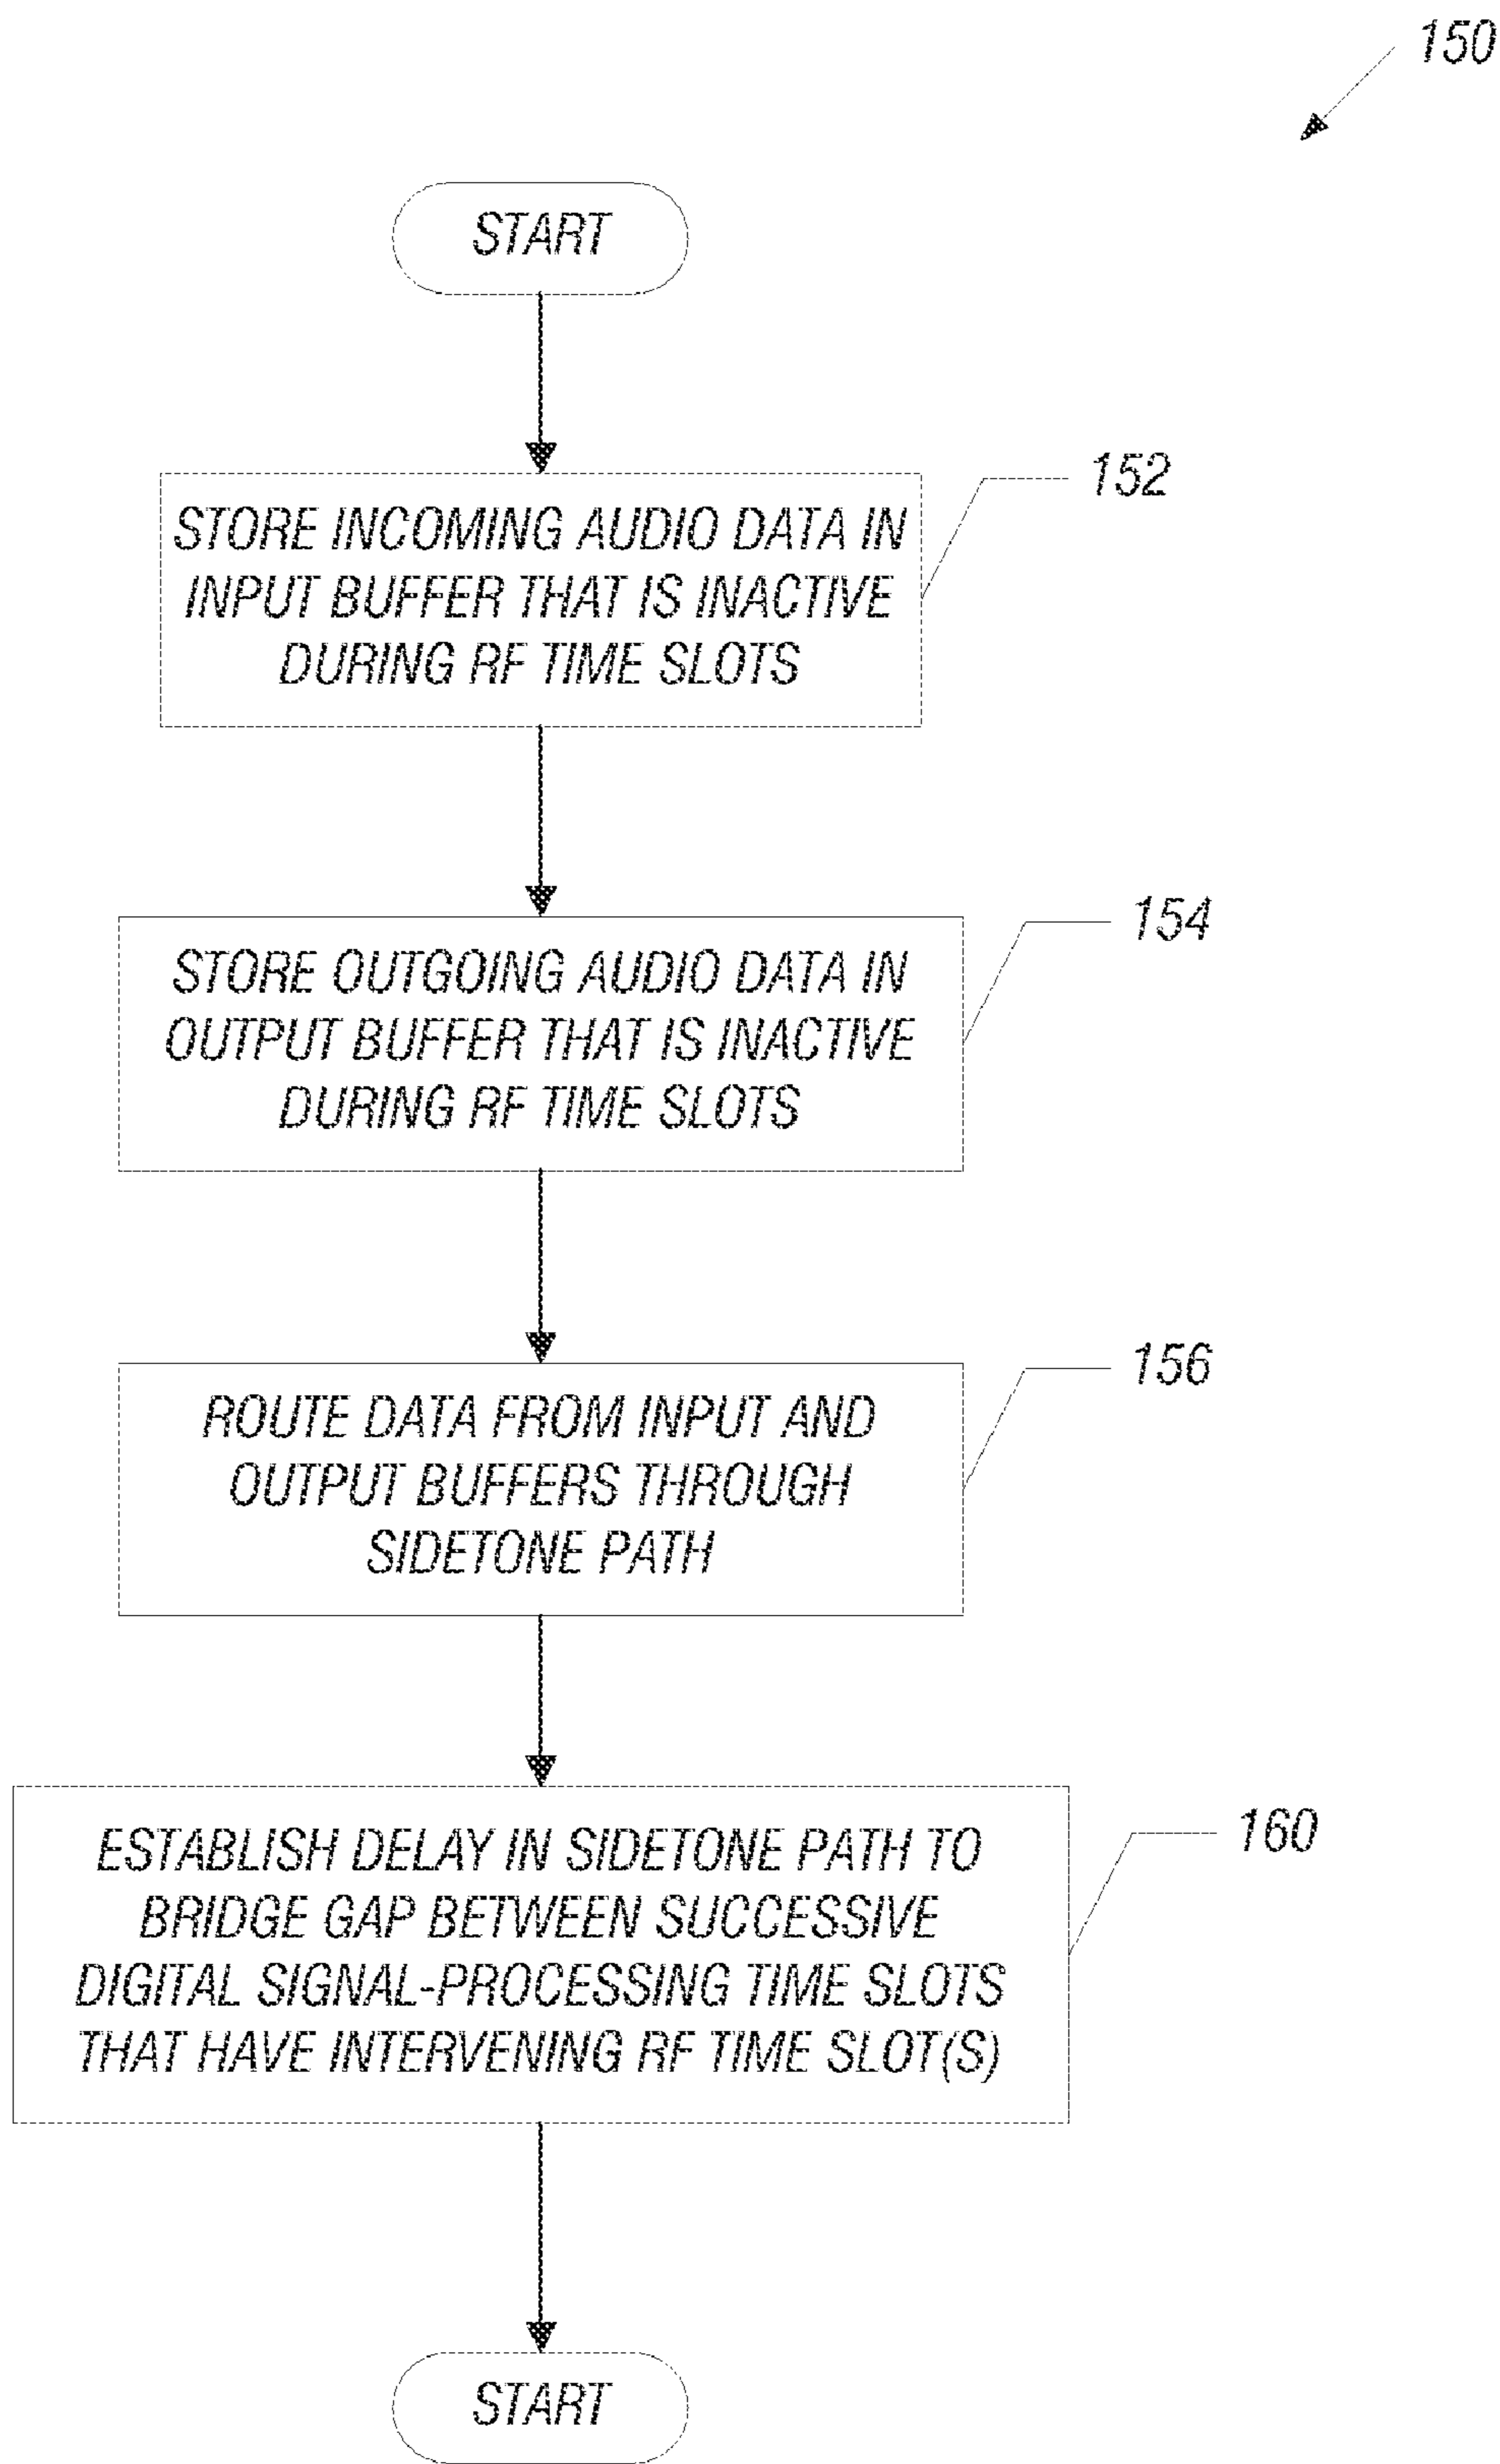 150
START
152
STORE INCOMING AUDIO DATA IN
INPUT BUFFER THAT IS INACTIVE
DURING RF TIME SLOTS
154
STORE OUTGOING AUDIO DATA IN
OUTPUT BUFFER THAT IS INACTIVE
DURING RF TIME SLOTS
156
ROUTE DATA FROM INPUT AND
OUTPUT BUFFERS THROUGH
SIDETONE PATH
160
ESTABLISH DELAY IN SIDETONE PATH TO
BRIDGE GAP BETWEEN SUCCESSIVE
DIGITAL SIGNAL-PROCESSING TIME SLOTS
THAT HAVE INTERVENING RF TIME SLOT(S)
START